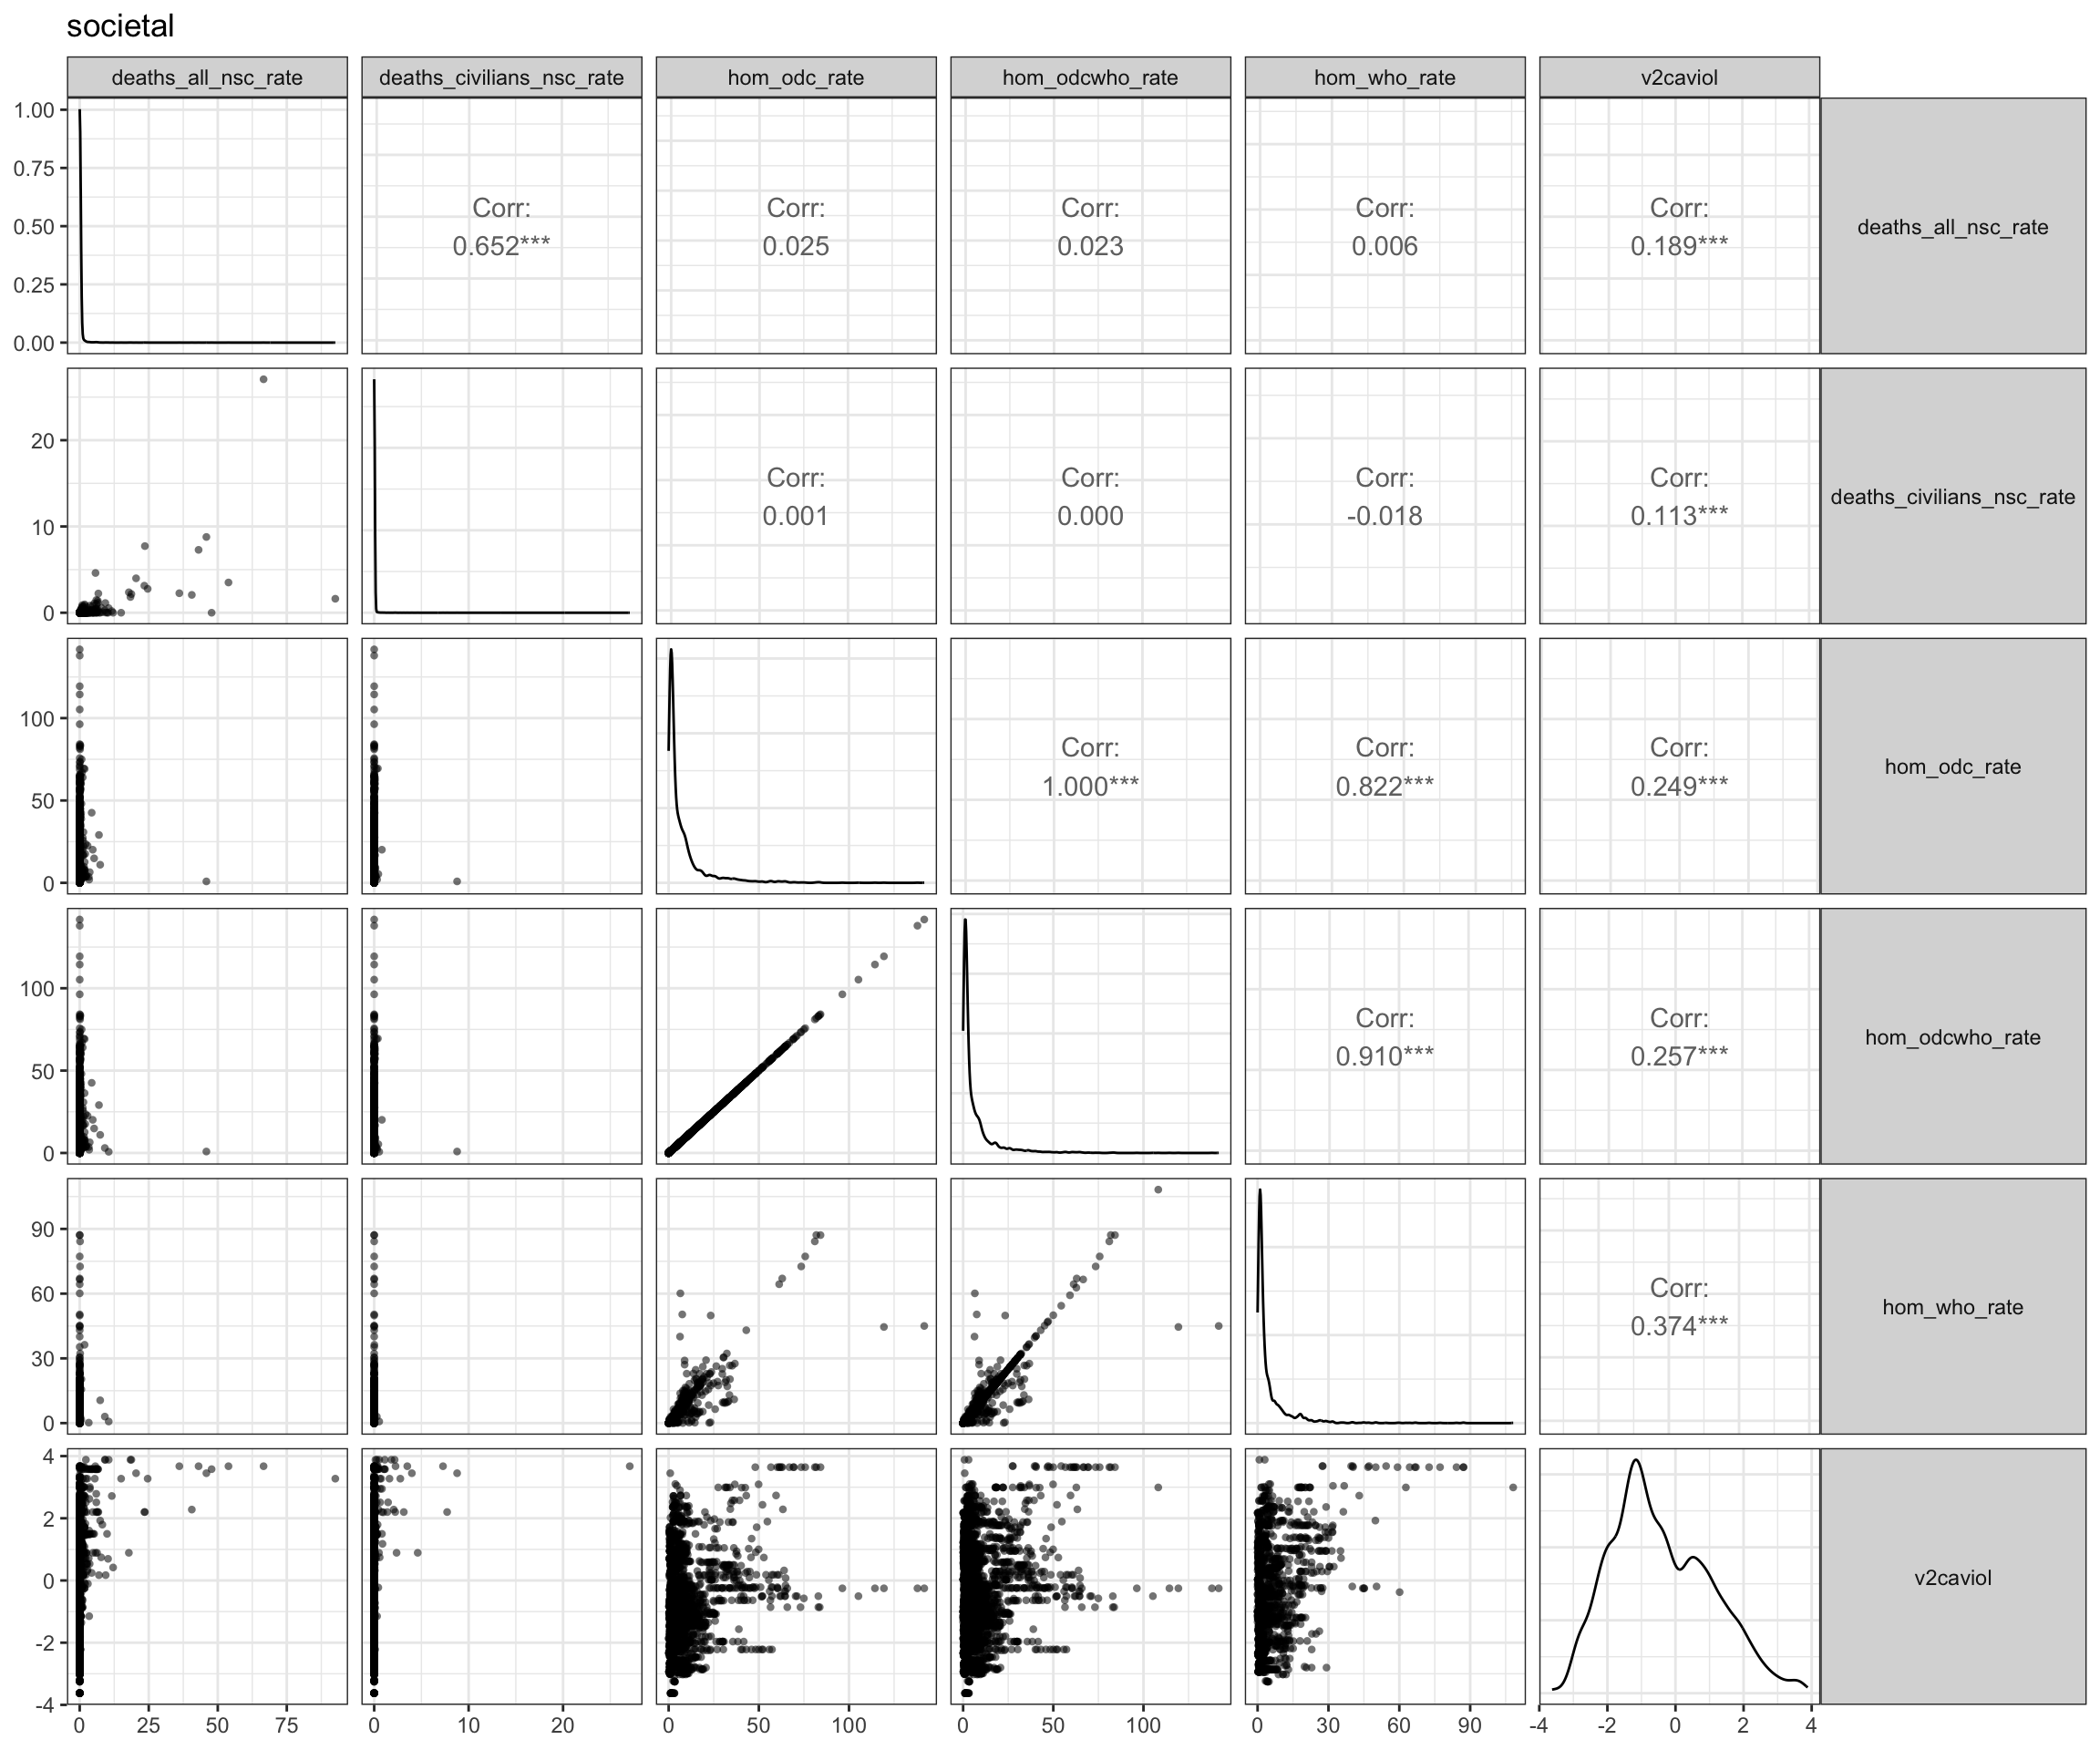 societal
deaths_all_nsc_rate deaths_civilians_nsc_rate hom_odc_rate hom_odcwho_rate hom_who_rate v2caviol
1.00
0.75
0.50
0.25
0.00
Corr: Corr: Corr: Corr: Corr:
0.652*** 0.025 0.023 0.006 0.189***
deaths_all_nsc_rate
20
10
0
Corr: Corr: Corr: Corr:
0.001 0.000 -0.018 0.113***
deaths_civilians_nsc_rate
100
50
0
Corr: Corr: Corr:
1.000*** 0.822*** 0.249***
hom_odc_rate
100
50
0
Corr: Corr:
0.910*** 0.257***
hom_odcwho_rate
90
60
30
0
Corr:
0.374***
hom_who_rate
4
2
0
-2
-4
v2caviol
0 25 50 75 0 10 20 0 50 100 0 50 100 0 30 60 90 -4 -2 0 2 4